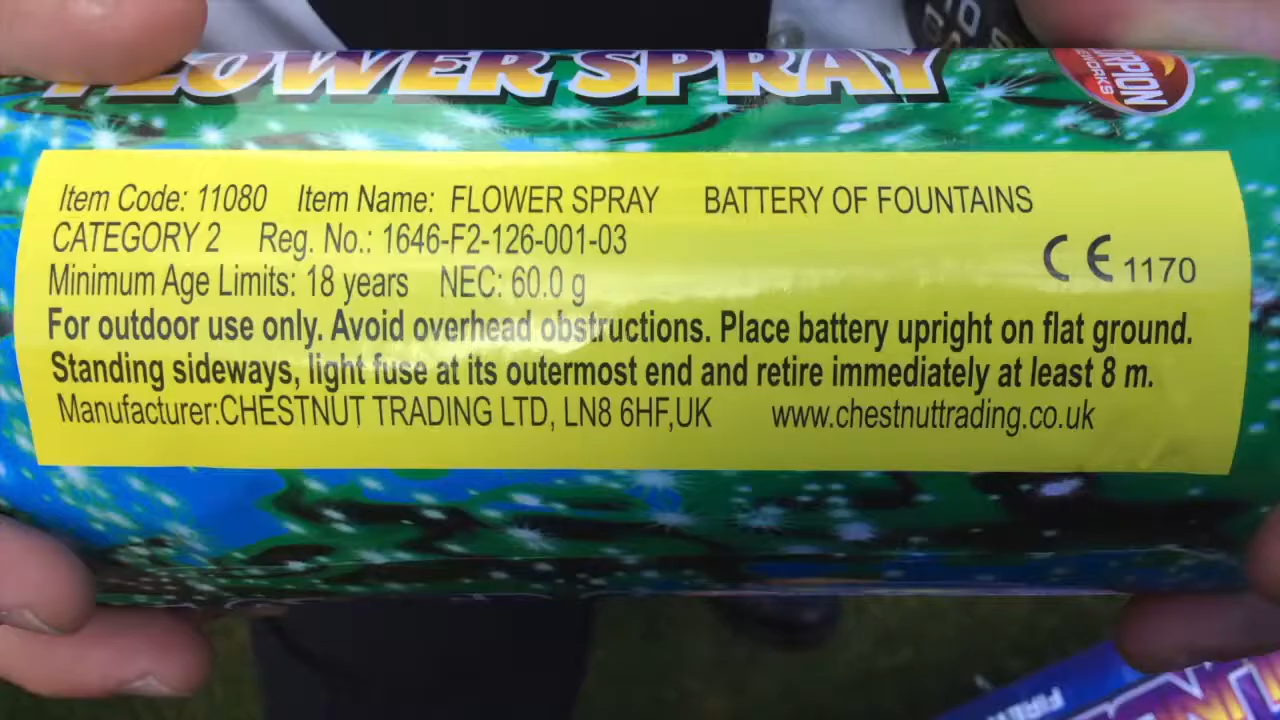 FLOWER SPRAY
Item Code: 11080 Item Name: FLOWER SPRAY BATTERY OF FOUNTAINS
CATEGORY 2 Reg. No.: 1646-F2-126-001-03
CE 1170
Minimum Age Limits: 18 years NEC: 60.0 g
For outdoor use only. Avoid overhead obstructions. Place battery upright on flat ground.
Standing sideways, light fuse at its outermost end and retire immediately at least 8 m.
Manufacturer:CHESTNUT TRADING LTD, LN8 6HF,UK www.chestnuttrading.co.uk